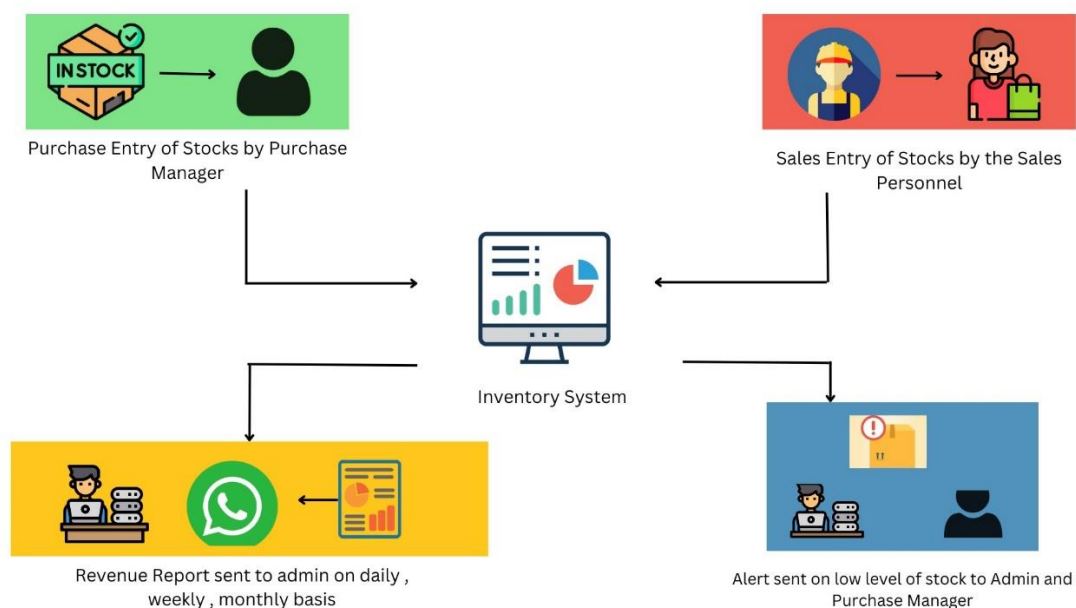 IN STOCK
Purchase Entry of Stocks by Purchase
Manager
Sales Entry of Stocks by the Sales
Personnel
Inventory System
Revenue Report sent to admin on daily ,
weekly , monthly basis
Alert sent on low level of stock to Admin and
Purchase Manager